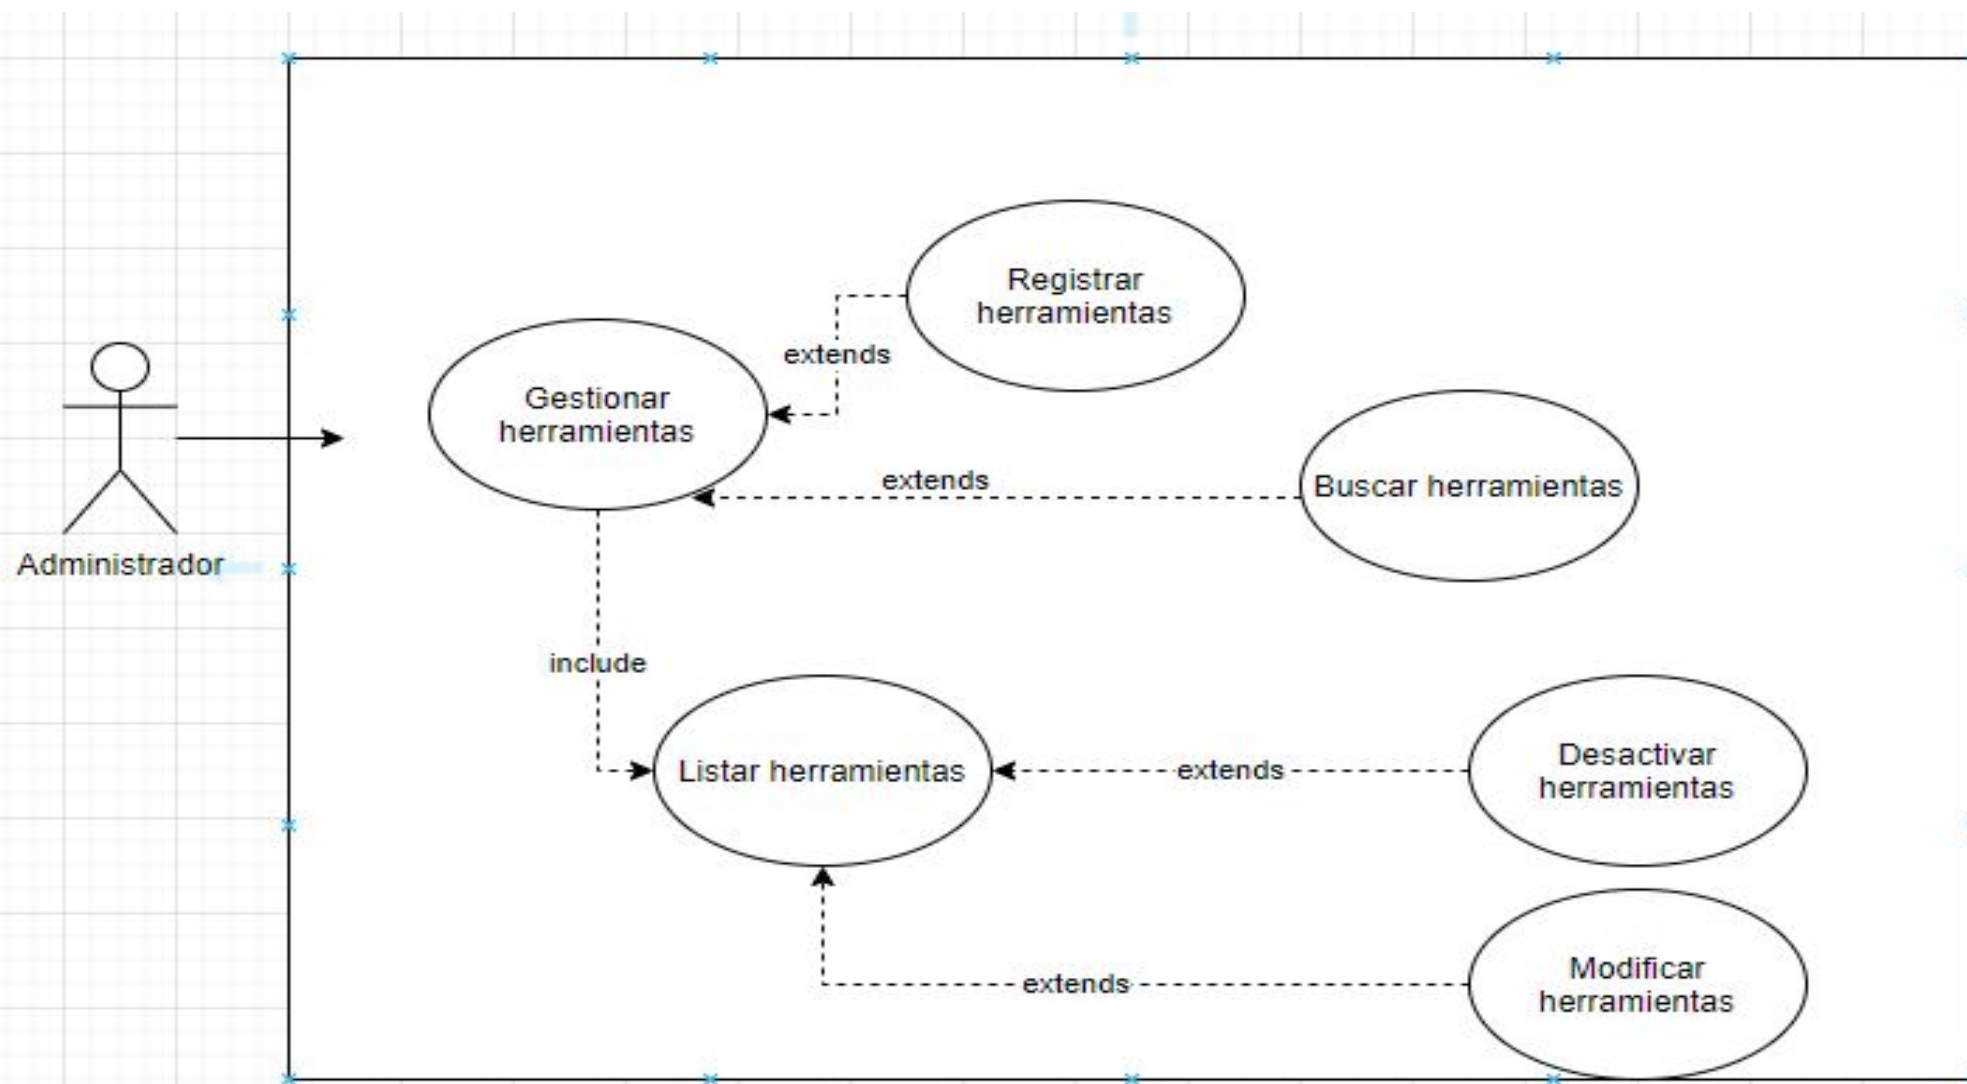 Registrar
herramientas
extends
Gestionar
herramientas
extends
Buscar herramientas
Administrador
include
Listar herramientas
extends
Desactivar
herramientas
extends
Modificar
herramientas